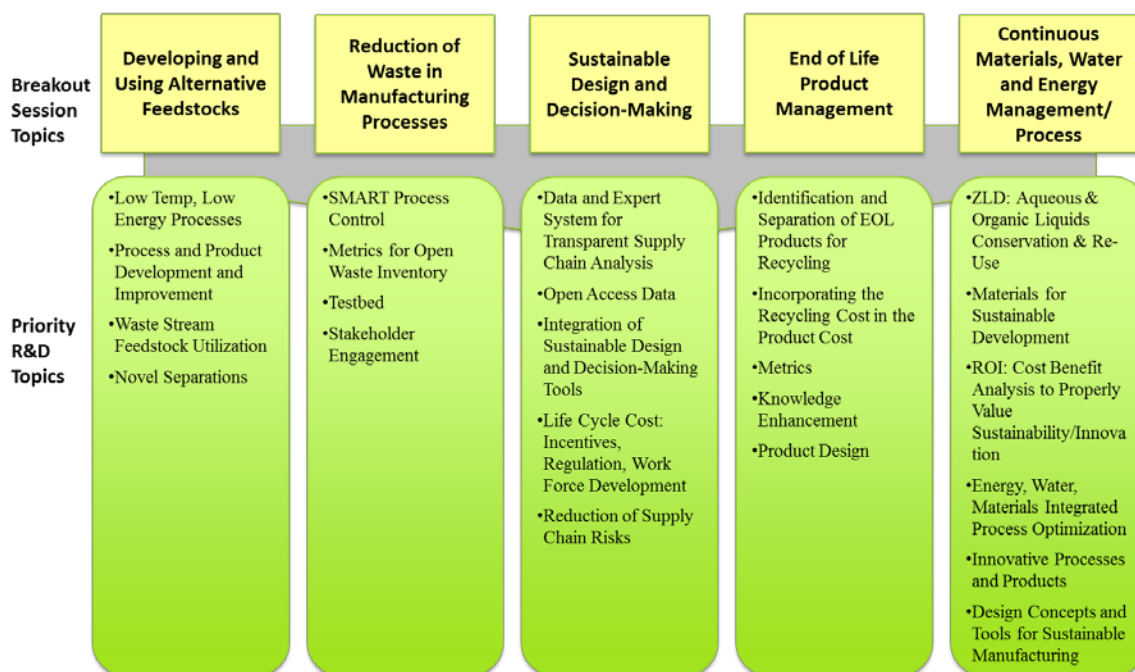 Breakout
Session
Topics
Developing and
Using Alternative
Feedstocks
Reduction of
Waste in
Manufacturing
Processes
Sustainable
Design and
Decision-Making
End of Life
Product
Management
Continuous
Materials, Water
and Energy
Management/
Process
Priority
R&D
Topics
•Low Temp, Low
Energy Processes
•Process and Product
Development and
Improvement
•Waste Stream
Feedstock Utilization
•Novel Separations
•SMART Process
Control
•Metrics for Open
Waste Inventory
•Testbed
•Stakeholder
Engagement
•Data and Expert
System for
Transparent Supply
Chain Analysis
•Open Access Data
•Integration of
Sustainable Design
and Decision-Making
Tools
•Life Cycle Cost:
Incentives,
Regulation, Work
Force Development
•Reduction of Supply
Chain Risks
•Identification and
Separation of EOL
Products for
Recycling
•Incorporating the
Recycling Cost in the
Product Cost
•Metrics
•Knowledge
Enhancement
•Product Design
•ZLD: Aqueous &
Organic Liquids
Conservation & Re-
Use
•Materials for
Sustainable
Development
•ROI: Cost Benefit
Analysis to Properly
Value
Sustainability/Innova
tion
•Energy, Water,
Materials Integrated
Process Optimization
•Innovative Processes
and Products
•Design Concepts and
Tools for Sustainable
Manufacturing